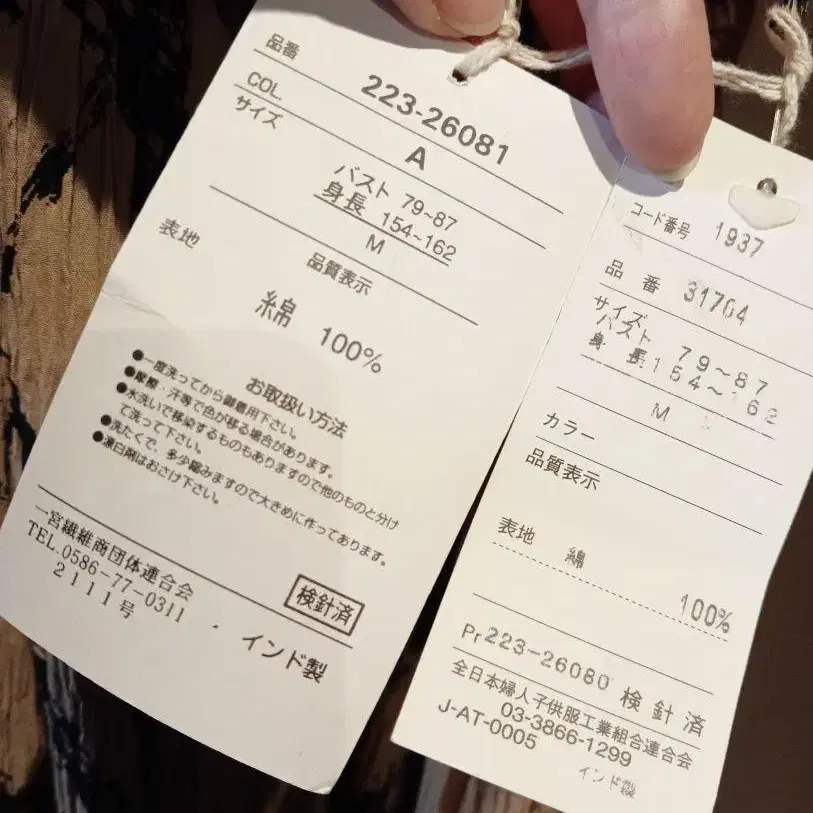 品番 223-26081
COL A
サイズ
バスト 79~87
身長 154~162
M
品質表示
表地
綿 100%
お取扱い方法
●一度洗ってから御着用下さい。
●摩擦・汗等で色が移る場合があります。
●水洗いで移染するものもありますので他のものと分け
て洗って下さい。
●洗たくで、多少縮みますので大きめに作ってあります。
●漂白剤はおさけ下さい。
一宮繊維商団体連合会
TEL.0586-77-0311
2111号
検針済
インド製
コード番号 1937
品番 31704
サイズ
バスト 79~87
身長 154~162
M
カラー
品質表示
表地 綿
100%
Pr 223-26080 検針済
全日本婦人子供服工業組合連合会
03-3866-1299
J-AT-0005
インド製